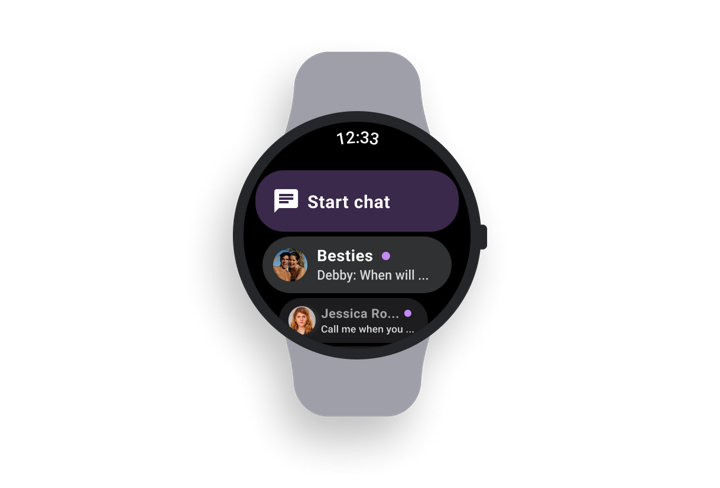 12:33
Start chat
Besties
Debby: When will ...
Jessica Ro...
Call me when you ...